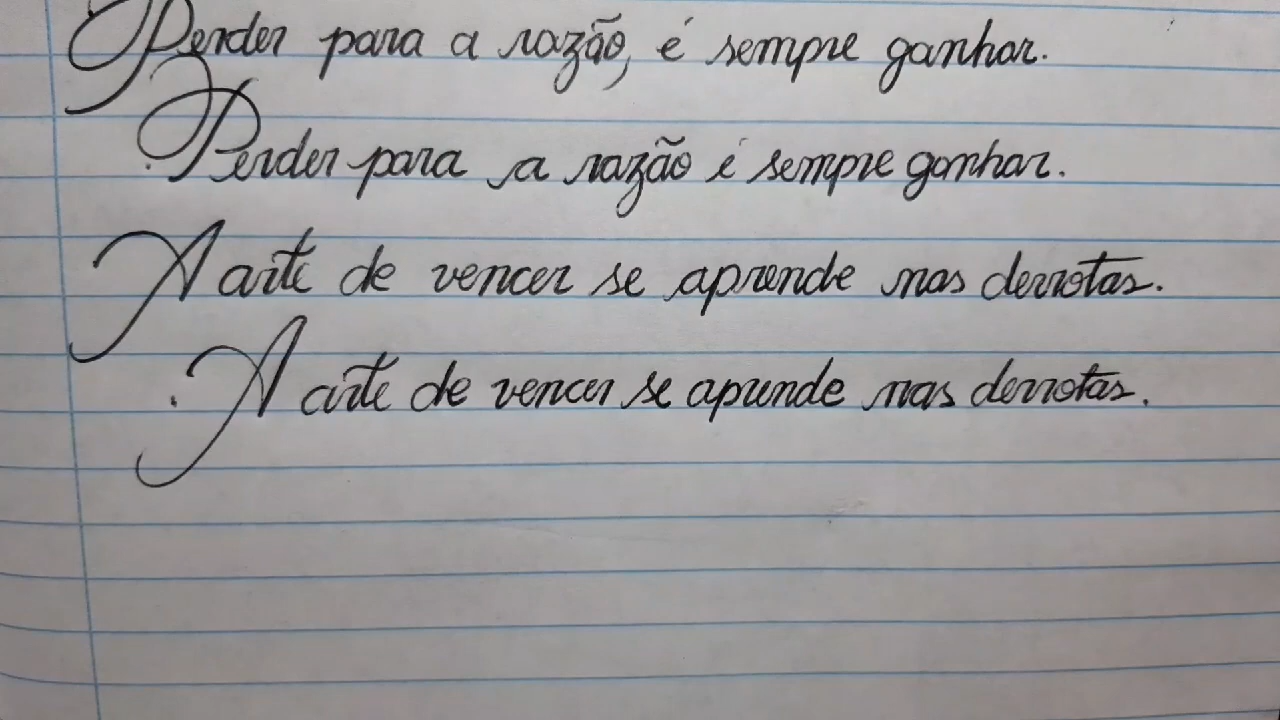 Perder para a razão, é sempre ganhar.
Perder para a razão é sempre ganhar.
A arte de vencer se aprende nas derrotas.
A arte de vencer se aprende nas derrotas.